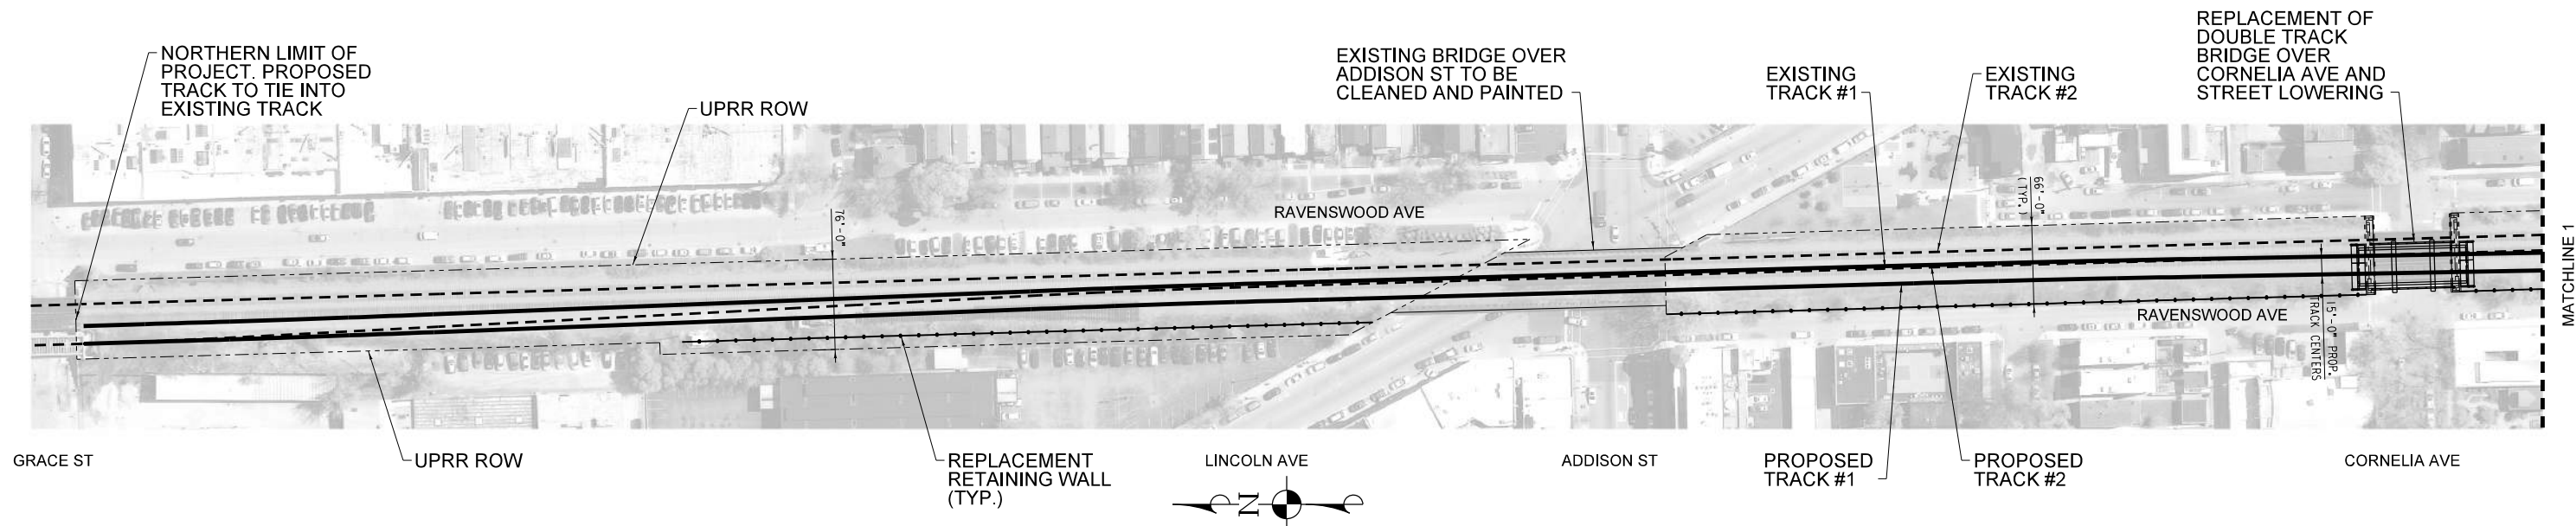 NORTHERN LIMIT OF
PROJECT. PROPOSED
TRACK TO TIE INTO
EXISTING TRACK
UPRR ROW
EXISTING BRIDGE OVER
ADDISON ST TO BE
CLEANED AND PAINTED
EXISTING
TRACK #1
EXISTING
TRACK #2
REPLACEMENT OF
DOUBLE TRACK
BRIDGE OVER
CORNELIA AVE AND
STREET LOWERING
76'-0"
RAVENSWOOD AVE
66'-0"
(TYP.)
RAVENSWOOD AVE
15'-0" PROP.
TRACK CENTERS
MATCHLINE 1
GRACE ST
UPRR ROW
REPLACEMENT
RETAINING WALL
(TYP.)
LINCOLN AVE
ADDISON ST
PROPOSED
TRACK #1
PROPOSED
TRACK #2
CORNELIA AVE
N